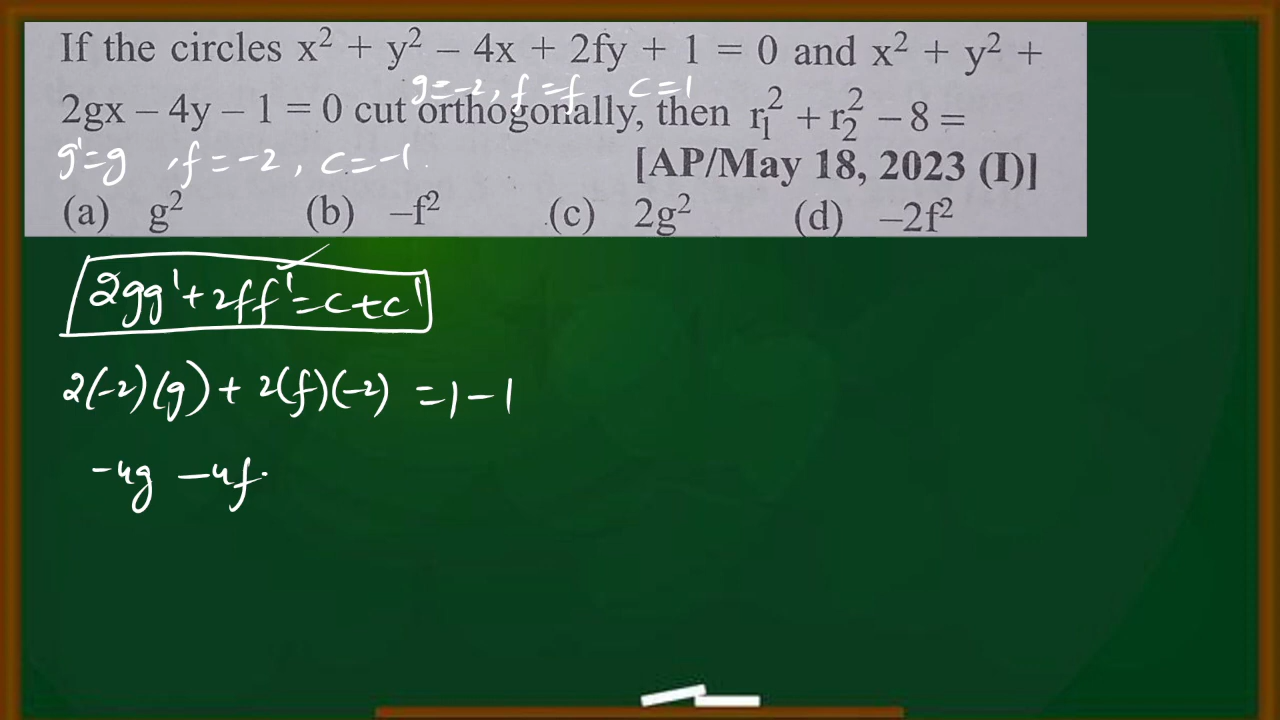 If the circles x² + y² – 4x + 2fy + 1 = 0 and x² + y² +
g=-2, f=f c=1
2gx – 4y – 1 = 0 cut orthogonally, then r₁² + r₂² – 8 =
g'=g , f=-2, c=-1.
[AP/May 18, 2023 (I)]
(a) g² (b) –f² (c) 2g² (d) –2f²
2gg'+2ff'=c+c'
2(-2)(g)+2(f)(-2) =1-1
-4g -4f.